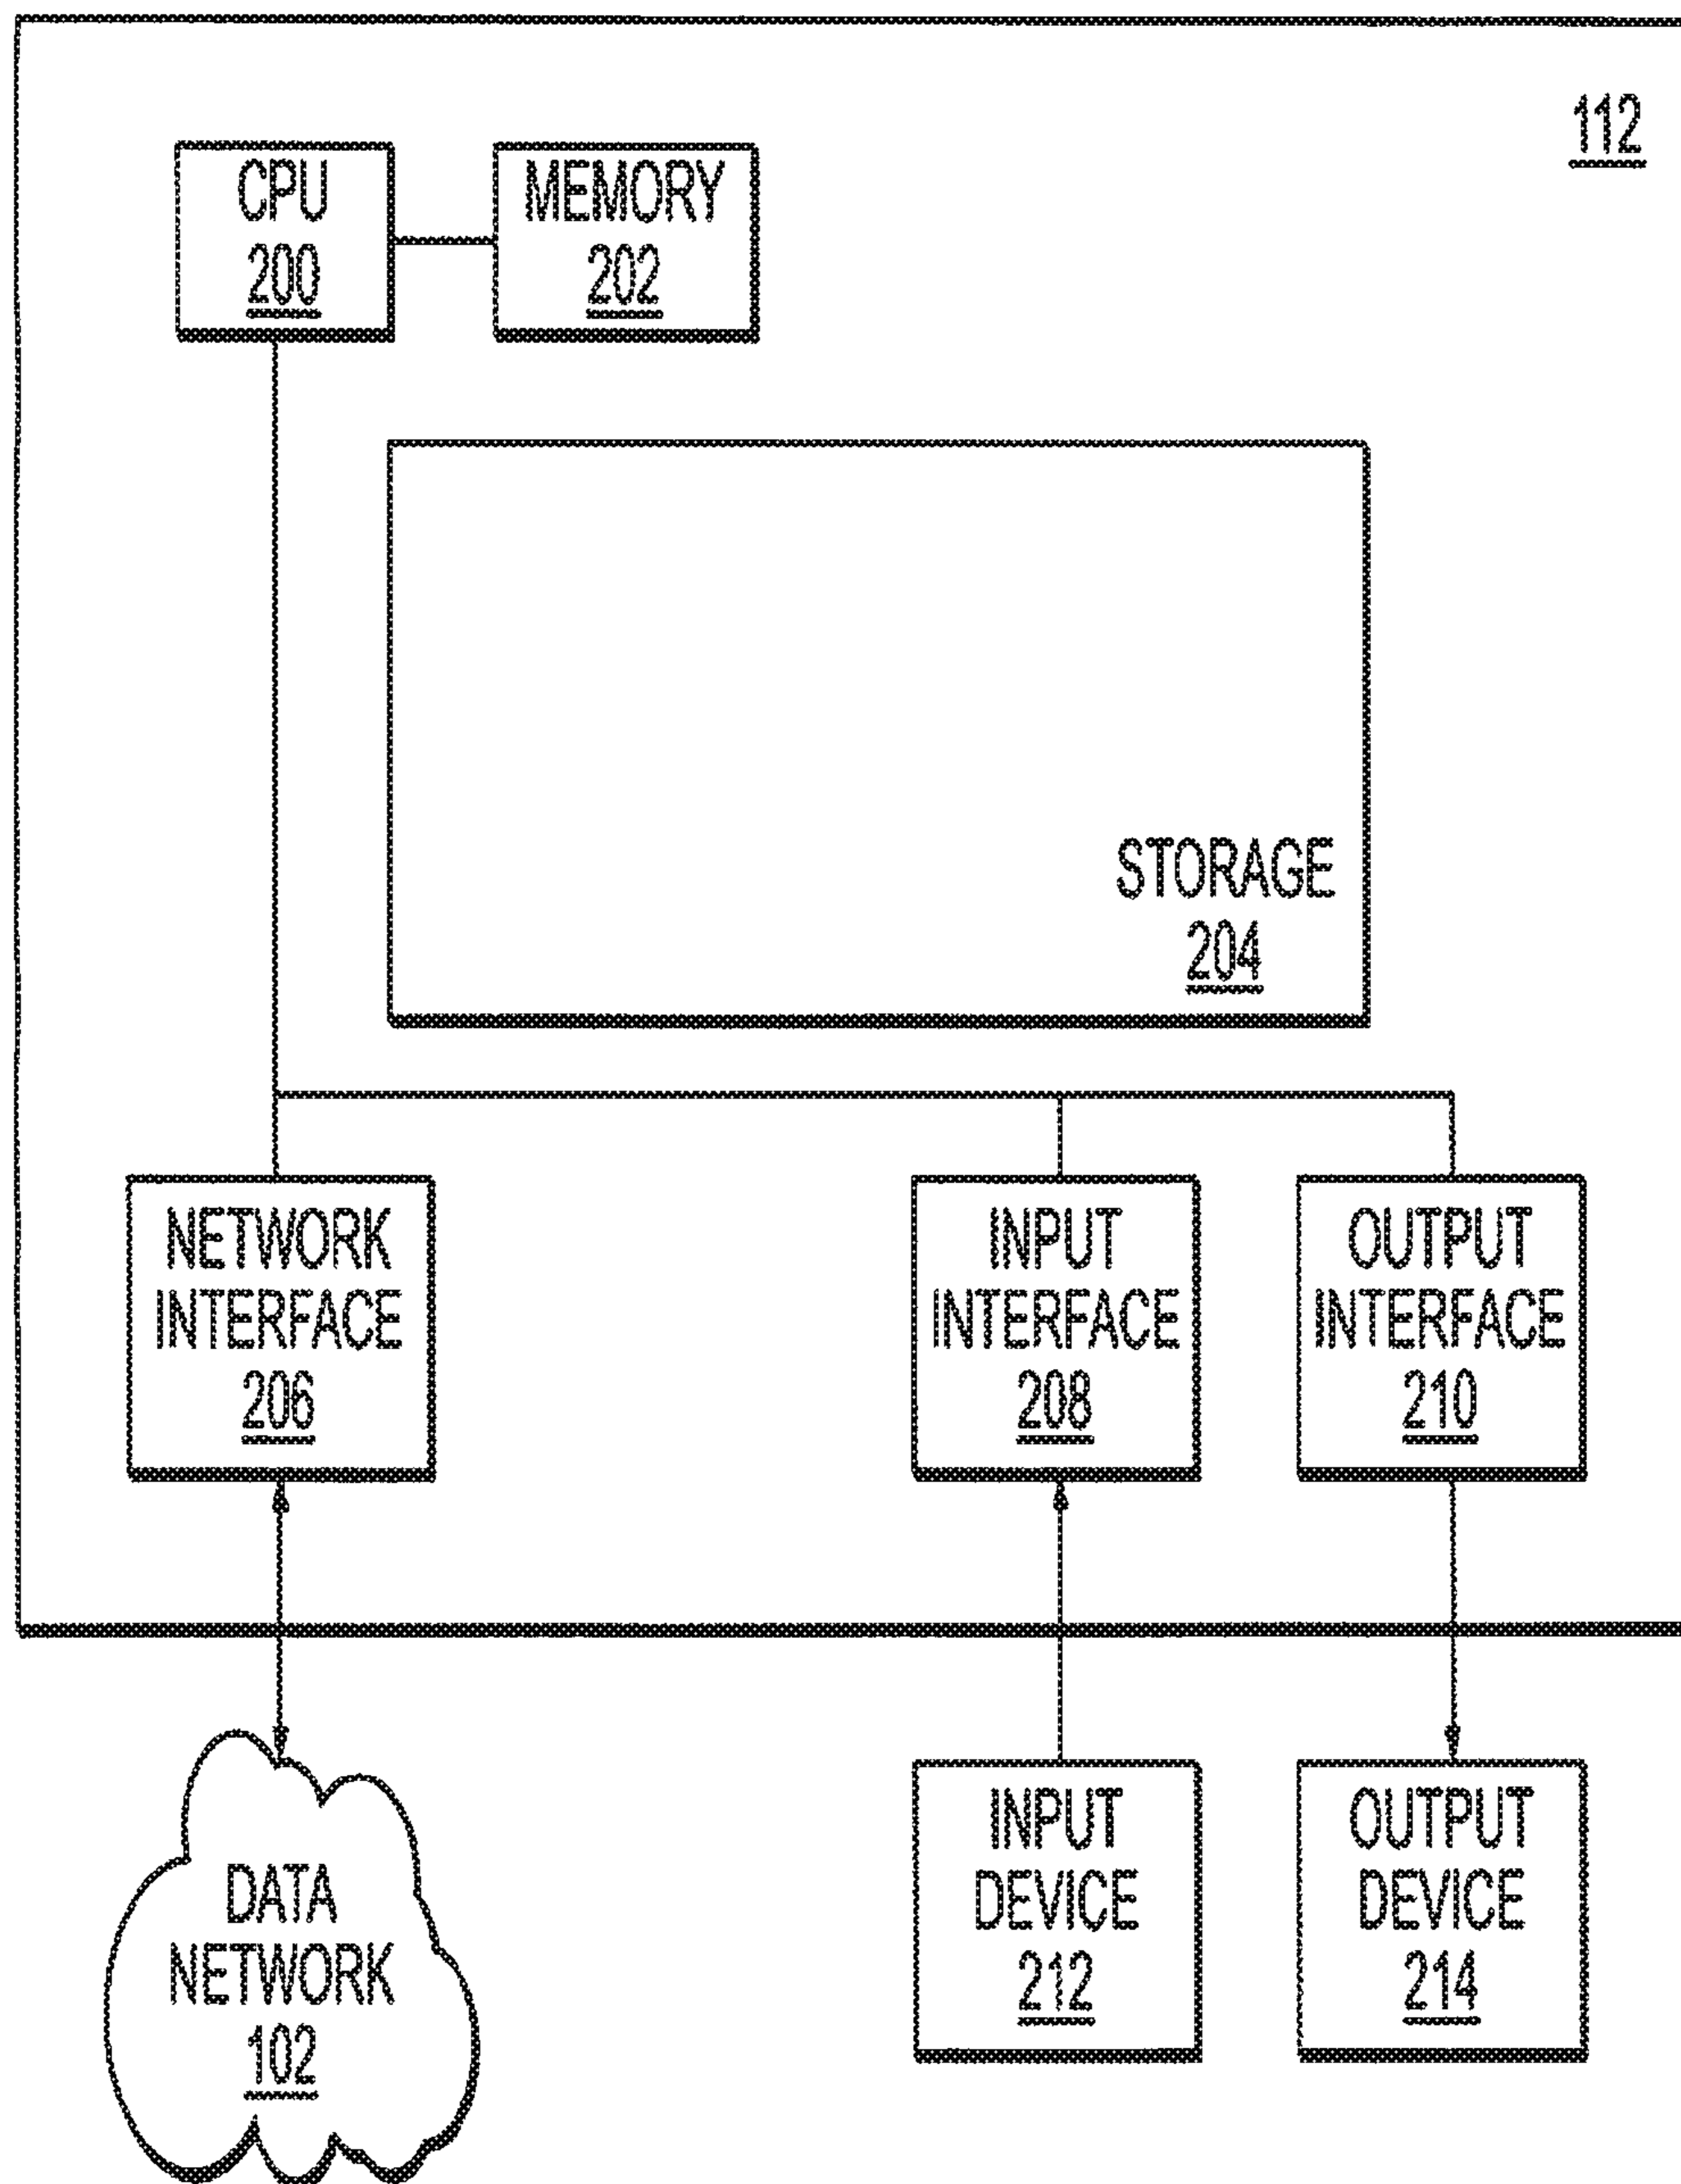 112
CPU
200
MEMORY
202
STORAGE
204
NETWORK
INTERFACE
206
INPUT
INTERFACE
208
OUTPUT
INTERFACE
210
DATA
NETWORK
102
INPUT
DEVICE
212
OUTPUT
DEVICE
214